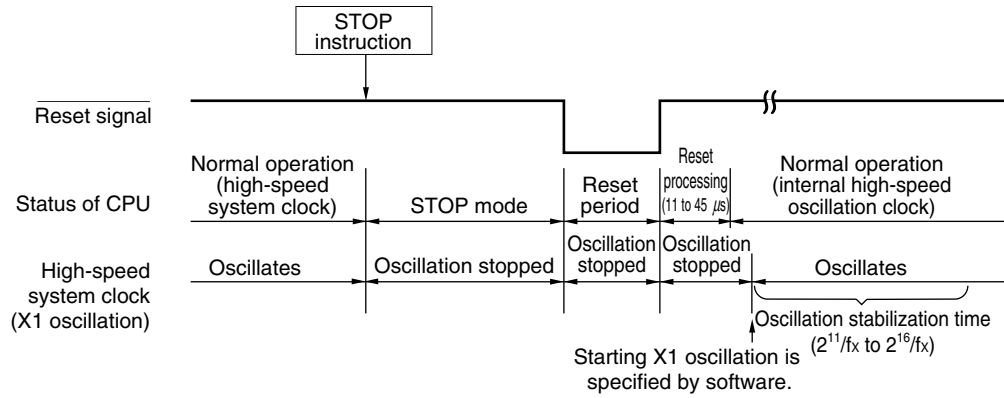 STOP
instruction
Reset signal
Status of CPU
Normal operation
(high-speed
system clock)
STOP mode
Reset
period
Reset
processing
(11 to 45 μs)
Normal operation
(internal high-speed
oscillation clock)
High-speed
system clock
(X1 oscillation)
Oscillates
Oscillation stopped
Oscillation
stopped
Oscillation
stopped
Oscillates
Oscillation stabilization time
(2¹¹/fx to 2¹⁶/fx)
Starting X1 oscillation is
specified by software.